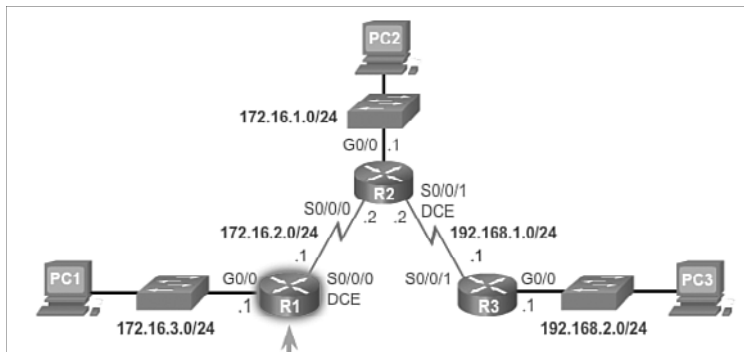 PC2
172.16.1.0/24
G0/0 .1
R2
S0/0/1
S0/0/0 DCE
.2 .2
172.16.2.0/24 192.168.1.0/24
.1 .1
PC1 G0/0 S0/0/0 S0/0/1 G0/0 PC3
.1 R1 DCE R3 .1
172.16.3.0/24 192.168.2.0/24